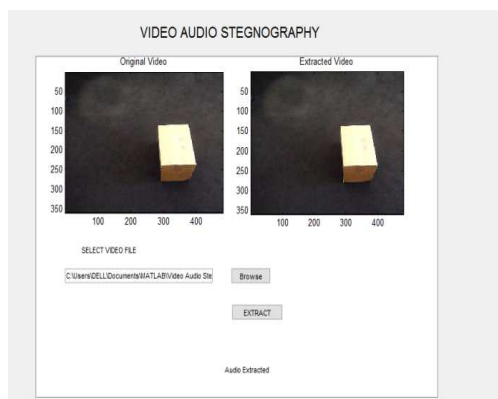 VIDEO AUDIO STEGNOGRAPHY
Original Video
Extracted Video
50
100
150
200
250
300
350
100 200 300 400
50
100
150
200
250
300
350
100 200 300 400
SELECT VIDEO FILE
C:\Users\DELL\Documents\MATLAB\Video Audio Ste
Browse
EXTRACT
Audio Extracted